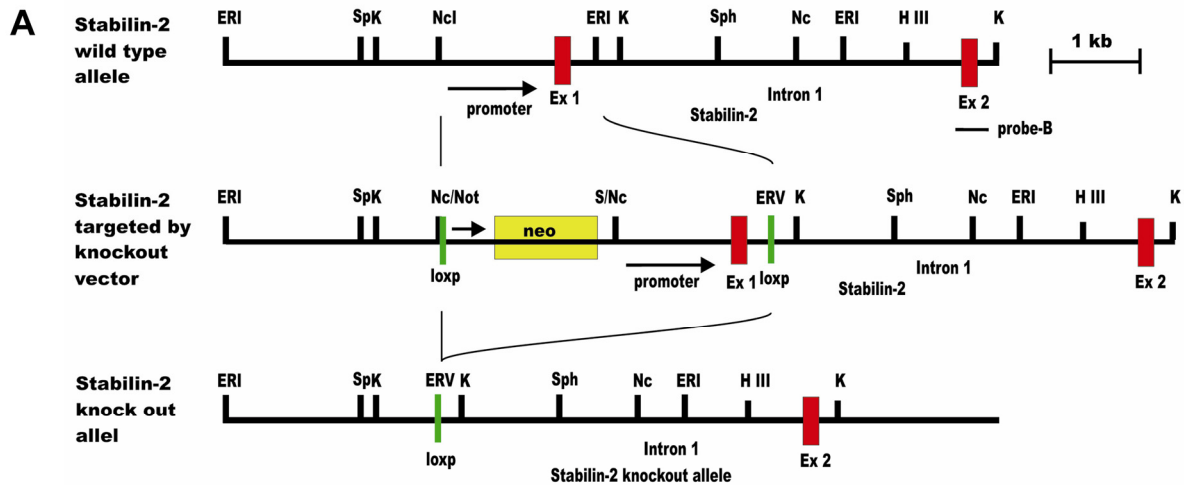 A
Stabilin-2
wild type
allele
ERI SpK NcI ERI K Sph Nc ERI H III K
1 kb
promoter
Ex 1
Intron 1
Stabilin-2
Ex 2
probe-B
Stabilin-2
targeted by
knockout
vector
ERI SpK Nc/Not S/Nc ERV K Sph Nc ERI H III K
neo
loxp
promoter
Ex 1 loxp
Intron 1
Stabilin-2
Ex 2
Stabilin-2
knock out
allel
ERI SpK ERV K Sph Nc ERI H III K
loxp
Intron 1
Ex 2
Stabilin-2 knockout allele